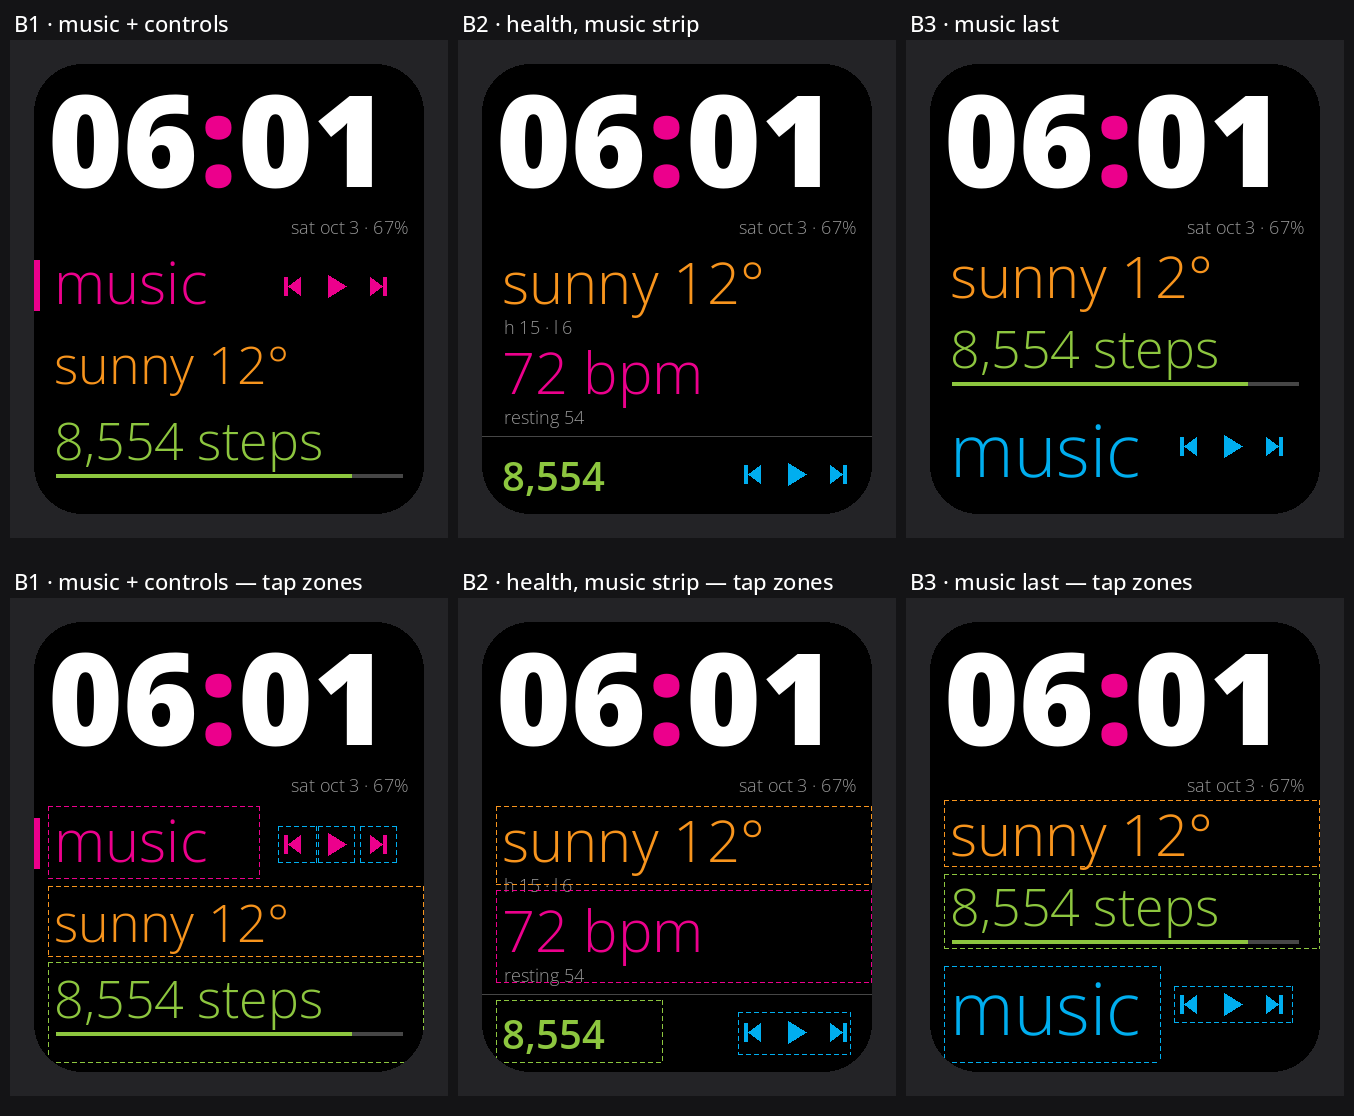 B1 · music + controls
06:01
sat oct 3 · 67%
music
sunny 12°
8,554 steps
B2 · health, music strip
06:01
sat oct 3 · 67%
sunny 12°
h 15 · l 6
72 bpm
resting 54
8,554
B3 · music last
06:01
sat oct 3 · 67%
sunny 12°
8,554 steps
music
B1 · music + controls — tap zones
06:01
sat oct 3 · 67%
music
sunny 12°
8,554 steps
B2 · health, music strip — tap zones
06:01
sat oct 3 · 67%
sunny 12°
h 15 · l 6
72 bpm
resting 54
8,554
B3 · music last — tap zones
06:01
sat oct 3 · 67%
sunny 12°
8,554 steps
music